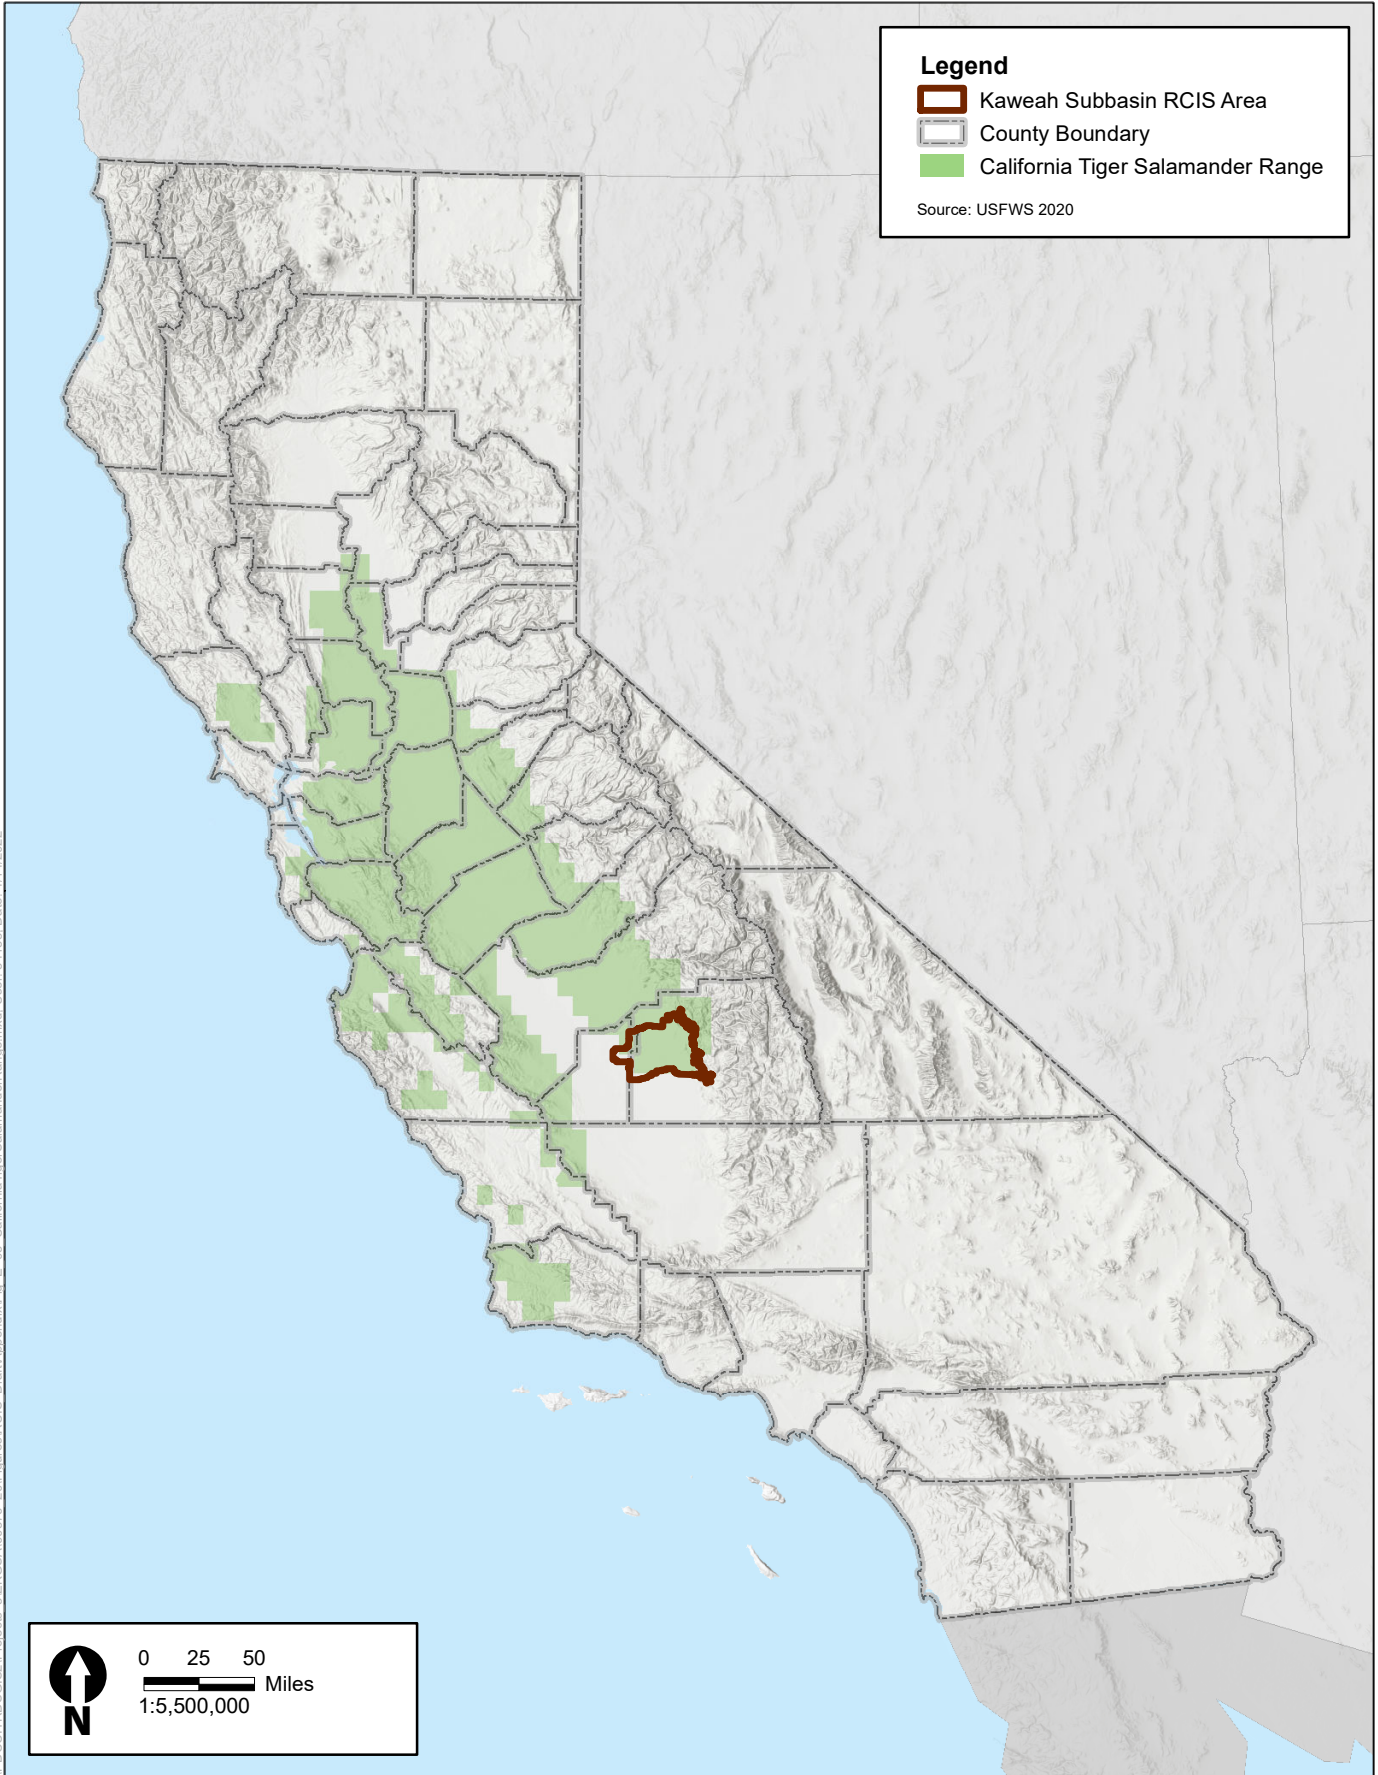 Legend
Kaweah Subbasin RCIS Area
County Boundary
California Tiger Salamander Range
Source: USFWS 2020
0 25 50
Miles
1:5,500,000
N